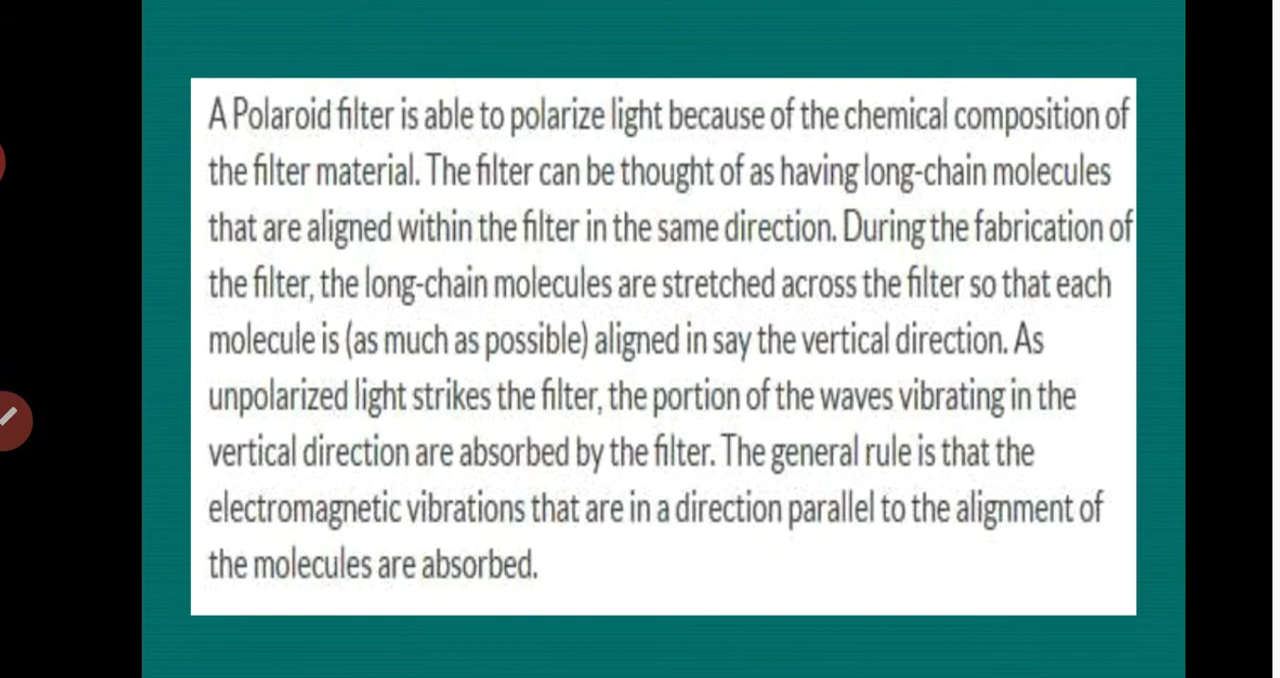 A Polaroid filter is able to polarize light because of the chemical composition of
the filter material. The filter can be thought of as having long-chain molecules
that are aligned within the filter in the same direction. During the fabrication of
the filter, the long-chain molecules are stretched across the filter so that each
molecule is (as much as possible) aligned in say the vertical direction. As
unpolarized light strikes the filter, the portion of the waves vibrating in the
vertical direction are absorbed by the filter. The general rule is that the
electromagnetic vibrations that are in a direction parallel to the alignment of
the molecules are absorbed.